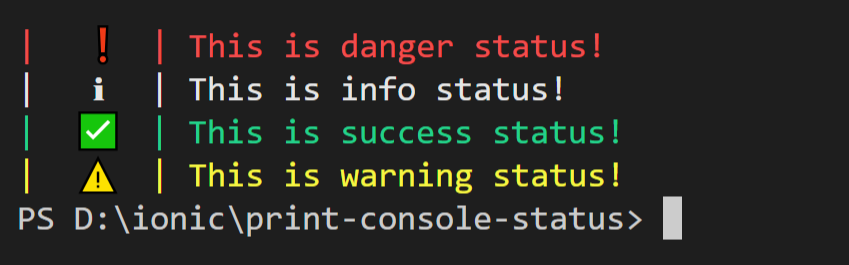 | ❗ | This is danger status!
| ℹ | This is info status!
| ✅ | This is success status!
| ⚠ | This is warning status!
PS D:\ionic\print-console-status>